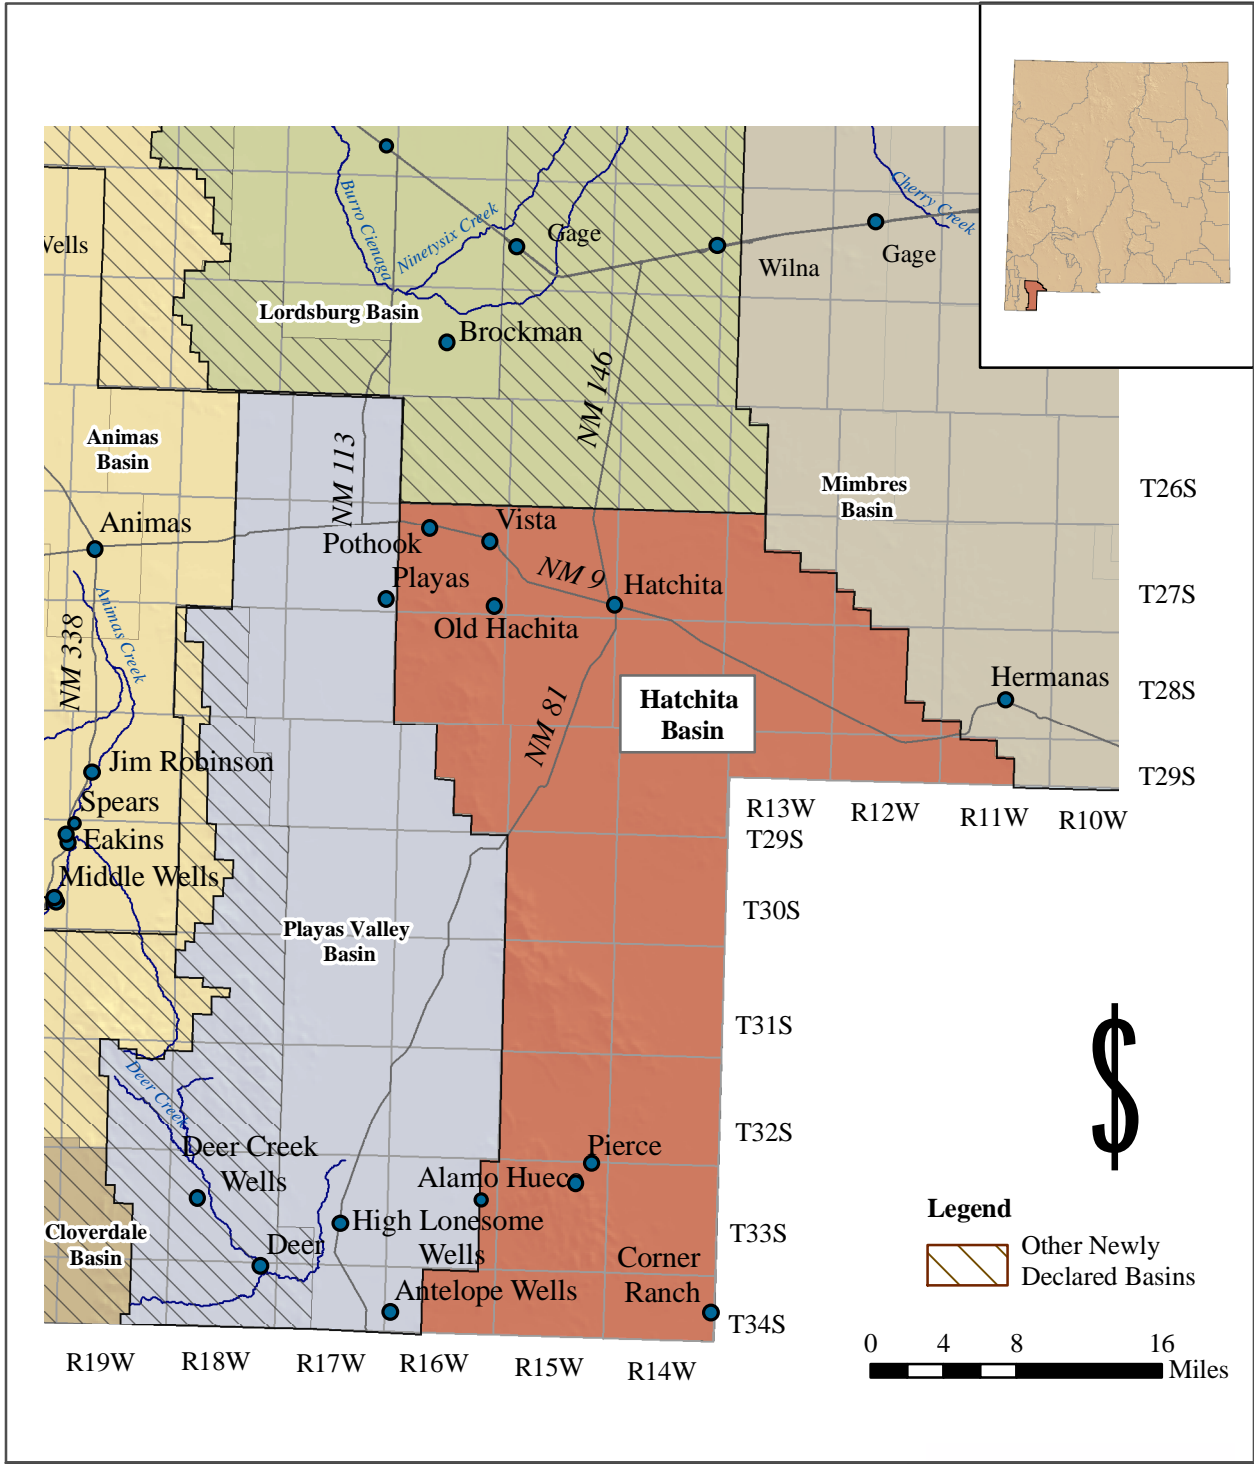 Cherry Creek
Burro Cienaga
Ninetysix Creek
Gage
Wells
Wilna
Gage
Lordsburg Basin
Brockman
NM 146
Animas
Basin
NM 113
Mimbres
Basin
T26S
Animas
Vista
Pothook
NM 9
Playas
Hatchita
T27S
Old Hachita
Animas Creek
NM 338
Hermanas
T28S
Hatchita
Basin
NM 81
Jim Robinson
T29S
Spears
R13W
R12W
R11W
R10W
T29S
Eakins
Middle Wells
T30S
Playas Valley
Basin
T31S
Deer Creek
T32S
Deer Creek
Wells
Pierce
Alamo Huec
Legend
High Lonesome
Wells
T33S
Cloverdale
Basin
Deer
Other Newly
Declared Basins
Corner
Ranch
Antelope Wells
T34S
0 4 8 16
Miles
R19W
R18W
R17W
R16W
R15W
R14W
$